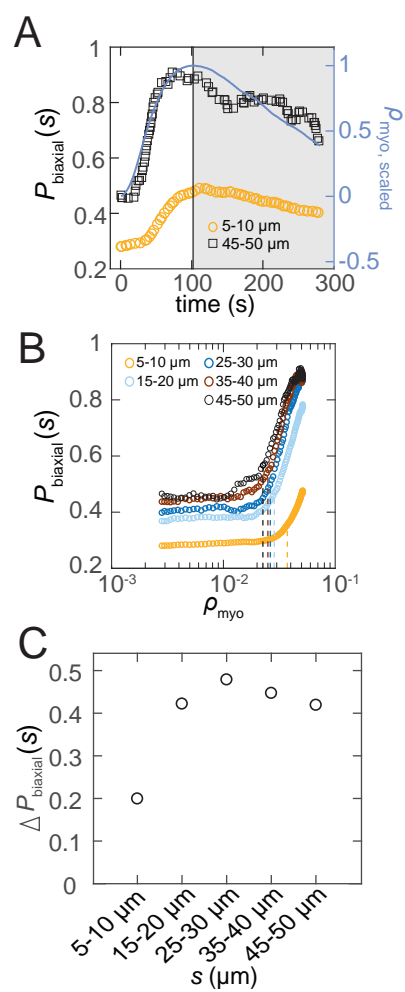 A
P_biaxial(s)
1
0.8
0.6
0.4
0.2
1
0.5
0
-0.5
ρ_myo, scaled
5-10 µm
45-50 µm
0 100 200 300
time (s)
B
P_biaxial(s)
1
0.8
0.6
0.4
0.2
5-10 µm 25-30 µm
15-20 µm 35-40 µm
45-50 µm
10^-3 10^-2 10^-1
ρ_myo
C
Δ P_biaxial(s)
0.5
0.4
0.3
0.2
0.1
0
5-10 µm 15-20 µm 25-30 µm 35-40 µm 45-50 µm
s (µm)